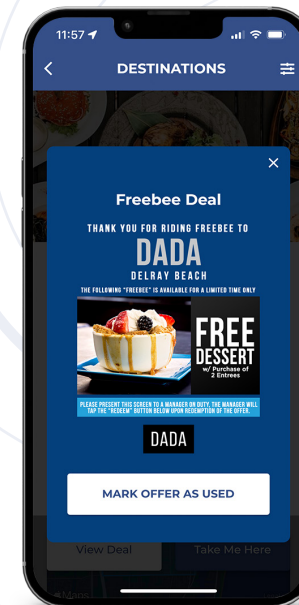 11:57
DESTINATIONS
Freebee Deal
THANK YOU FOR RIDING FREEBEE TO
DADA
DELRAY BEACH
THE FOLLOWING "FREEBEE" IS AVAILABLE FOR A LIMITED TIME ONLY
FREE
DESSERT
w/ Purchase of
2 Entrees
PLEASE PRESENT THIS SCREEN TO A MANAGER ON DUTY, THE MANAGER WILL
TAP THE "REDEEM" BUTTON BELOW UPON REDEMPTION OF THE OFFER.
DADA
MARK OFFER AS USED
View Deal
Take Me Here
Maps